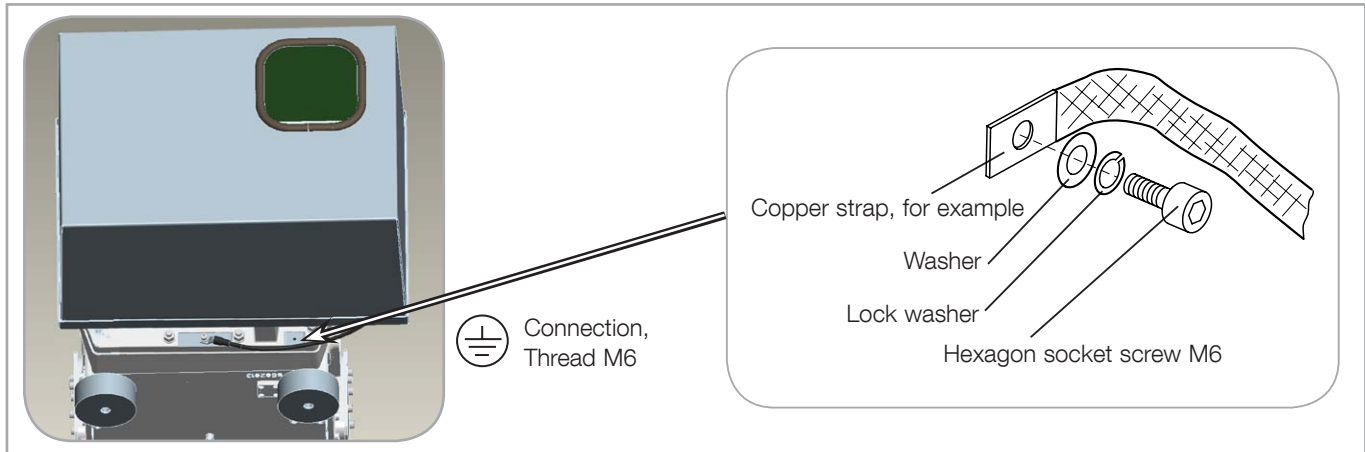 Copper strap, for example
Washer
Lock washer
Hexagon socket screw M6
Connection,
Thread M6